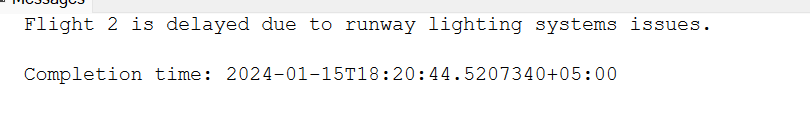 Messages
Flight 2 is delayed due to runway lighting systems issues.
Completion time: 2024-01-15T18:20:44.5207340+05:00